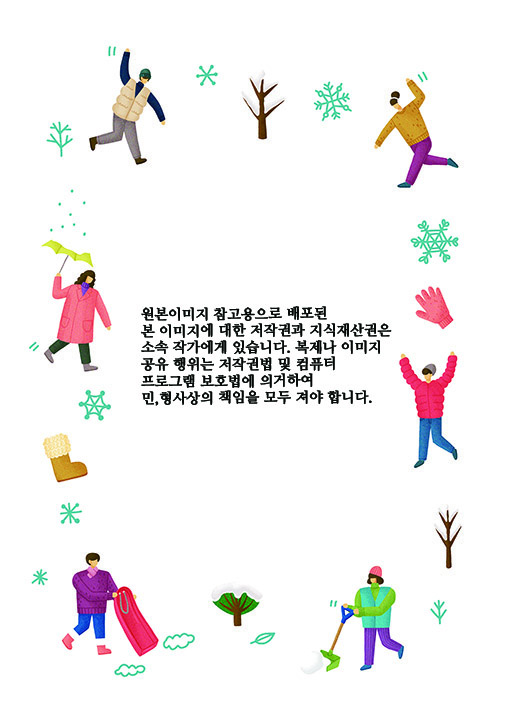 원본이미지 참고용으로 배포된
본 이미지에 대한 저작권과 지식재산권은
소속 작가에게 있습니다. 복제나 이미지
공유 행위는 저작권법 및 컴퓨터
프로그램 보호법에 의거하여
민,형사상의 책임을 모두 져야 합니다.